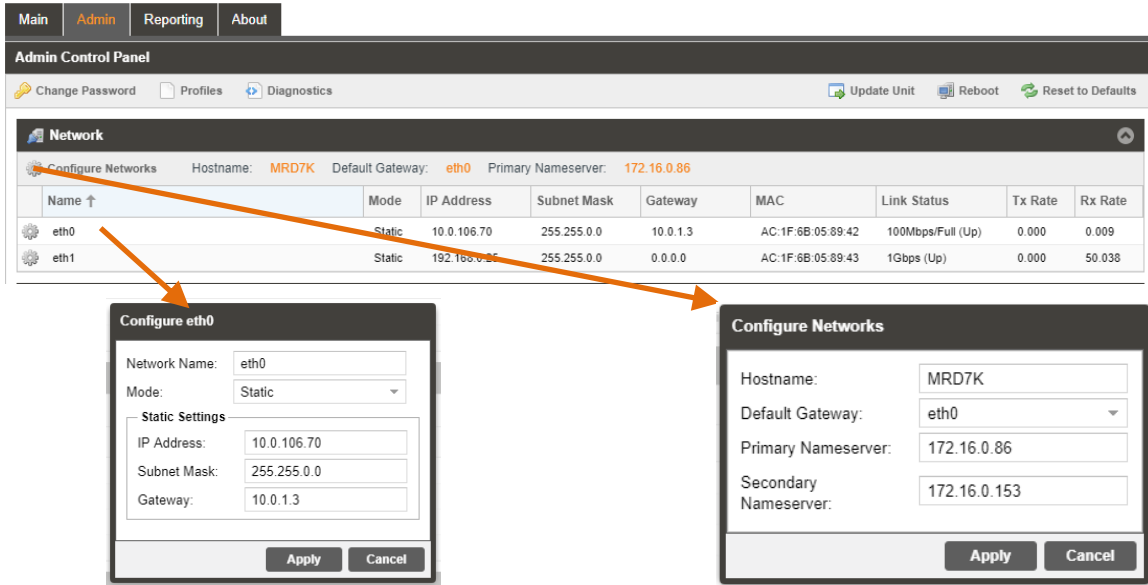 Main Admin Reporting About
Admin Control Panel
Change Password Profiles Diagnostics Update Unit Reboot Reset to Defaults
Network
Configure Networks Hostname: MRD7K Default Gateway: eth0 Primary Nameserver: 172.16.0.86
Name Mode IP Address Subnet Mask Gateway MAC Link Status Tx Rate Rx Rate
eth0 Static 10.0.106.70 255.255.0.0 10.0.1.3 AC:1F:6B:05:89:42 100Mbps/Full (Up) 0.000 0.009
eth1 Static 192.168.0.25 255.255.0.0 0.0.0.0 AC:1F:6B:05:89:43 1Gbps (Up) 0.000 50.038
Configure eth0
Network Name: eth0
Mode: Static
Static Settings
IP Address: 10.0.106.70
Subnet Mask: 255.255.0.0
Gateway: 10.0.1.3
Apply Cancel
Configure Networks
Hostname: MRD7K
Default Gateway: eth0
Primary Nameserver: 172.16.0.86
Secondary
Nameserver: 172.16.0.153
Apply Cancel